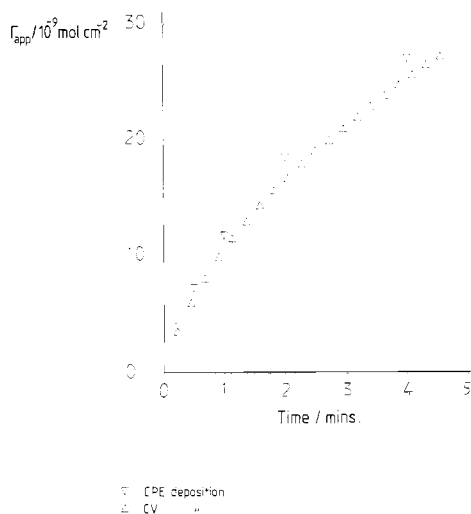 Γapp/10⁻⁹mol cm⁻²
30
20
10
0
0 1 2 3 4 5
Time / mins.
▽ CPE deposition
△ CV "